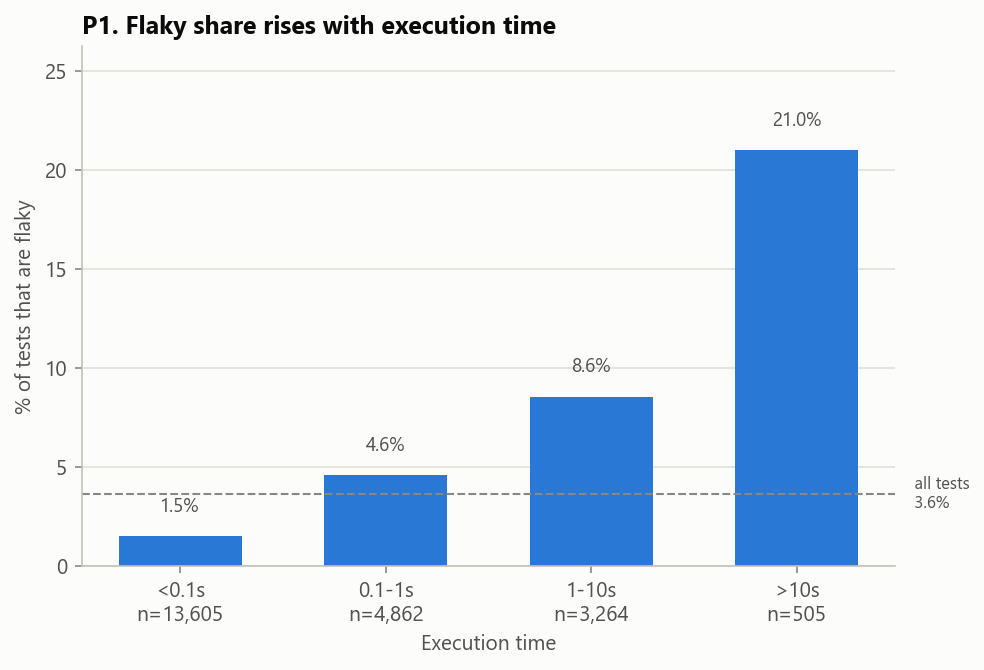 P1. Flaky share rises with execution time
% of tests that are flaky
25
20
15
10
5
0
1.5%
4.6%
8.6%
21.0%
all tests
3.6%
<0.1s
n=13,605
0.1-1s
n=4,862
1-10s
n=3,264
>10s
n=505
Execution time